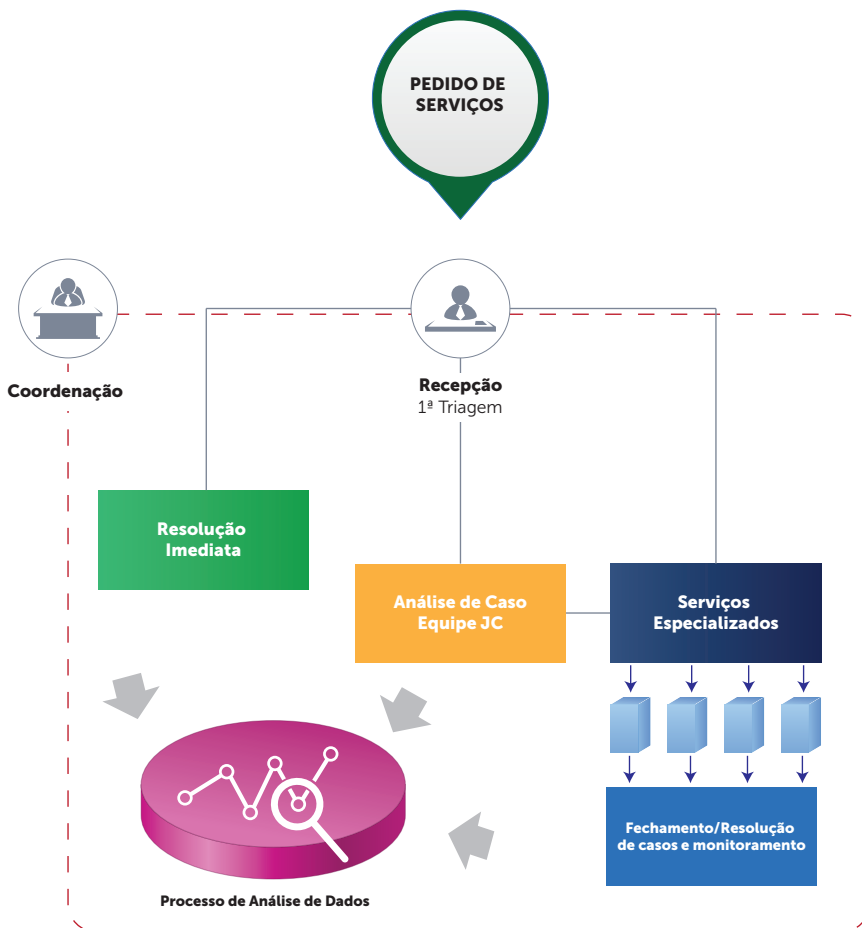 PEDIDO DE
SERVIÇOS
Coordenação
Recepção
1ª Triagem
Resolução
Imediata
Análise de Caso
Equipe JC
Serviços
Especializados
Fechamento/Resolução
de casos e monitoramento
Processo de Análise de Dados